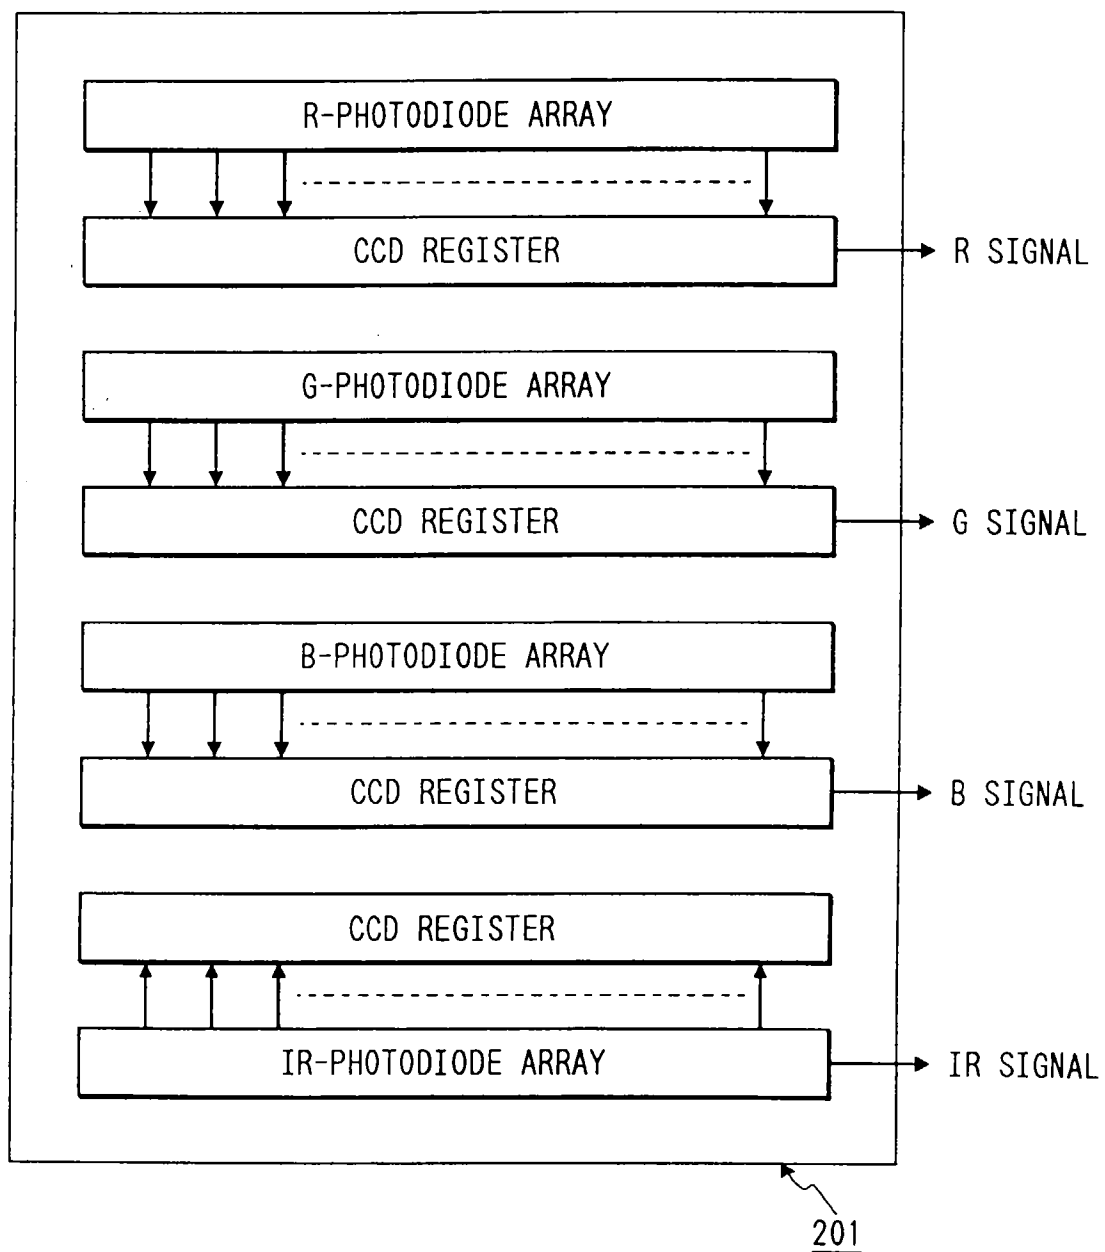 R-PHOTODIODE ARRAY
CCD REGISTER
R SIGNAL
G-PHOTODIODE ARRAY
CCD REGISTER
G SIGNAL
B-PHOTODIODE ARRAY
CCD REGISTER
B SIGNAL
CCD REGISTER
IR-PHOTODIODE ARRAY
IR SIGNAL
201